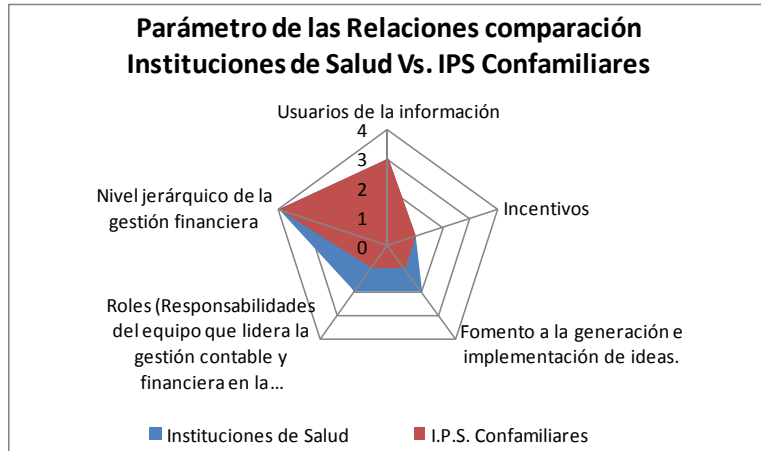 Parámetro de las Relaciones comparación
Instituciones de Salud Vs. IPS Confamiliares
Usuarios de la información
4
3
2
1
0
Incentivos
Fomento a la generación e
implementación de ideas.
Roles (Responsabilidades
del equipo que lidera la
gestión contable y
financiera en la...
Nivel jerárquico de la
gestión financiera
Instituciones de Salud
I.P.S. Confamiliares